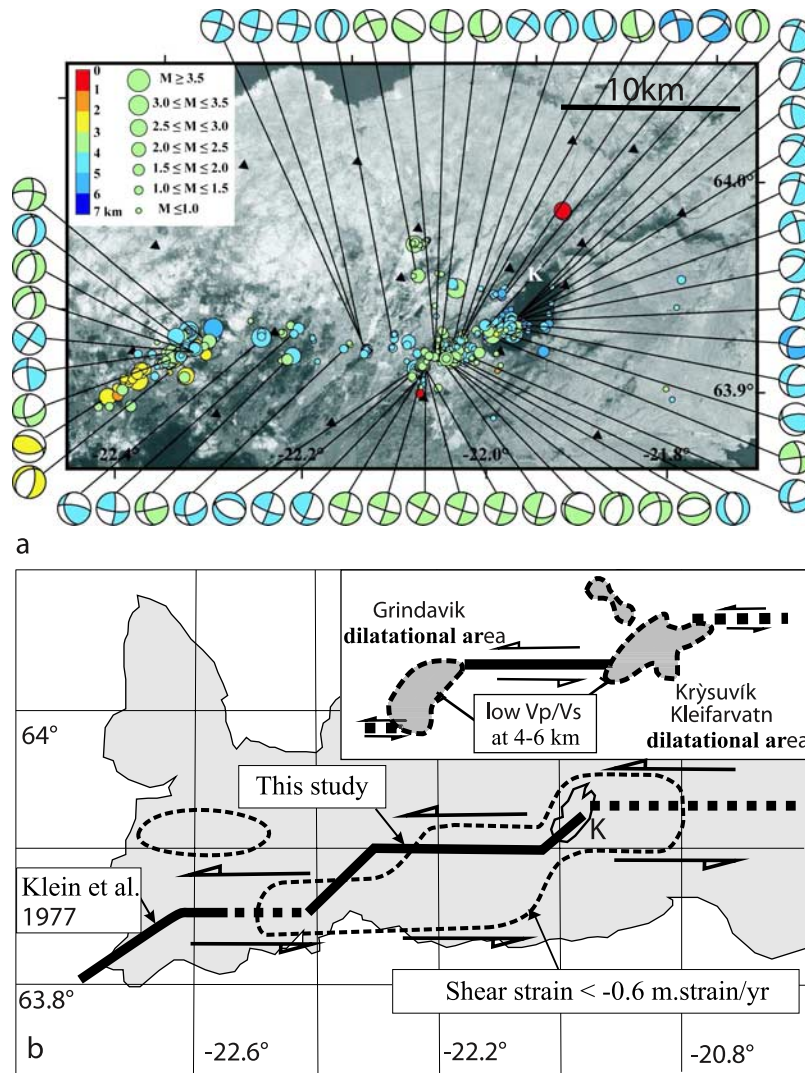 0
1
2
3
4
5
6
7 km
M ≥ 3.5
3.0 ≤ M ≤ 3.5
2.5 ≤ M ≤ 3.0
2.0 ≤ M ≤ 2.5
1.5 ≤ M ≤ 2.0
1.0 ≤ M ≤ 1.5
M ≤1.0
10km
64.0°
K
63.9°
-22.4°
-22.2°
-22.0°
-21.8°
a
Grindavik
dilatational area
low Vp/Vs
at 4-6 km
Krỳsuvík
Kleifarvatn
dilatational area
64°
This study
K
Klein et al.
1977
Shear strain < -0.6 m.strain/yr
63.8°
b
-22.6°
-22.2°
-20.8°